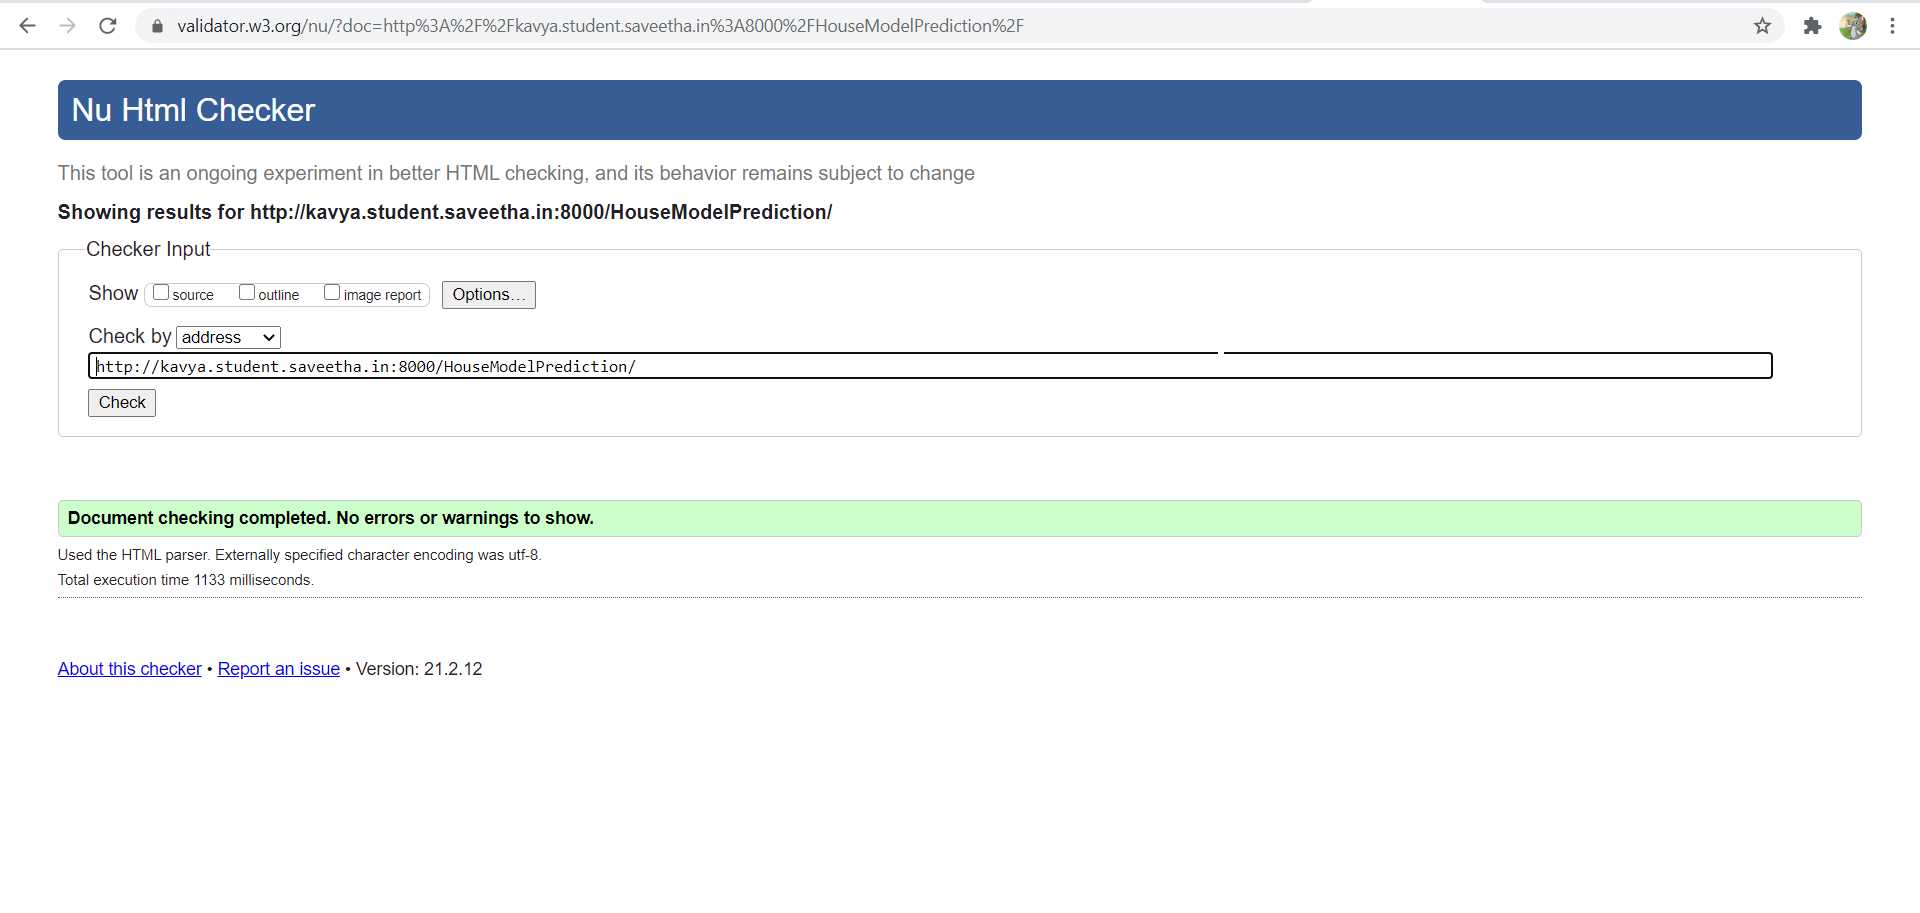 validator.w3.org/nu/?doc=http%3A%2F%2Fkavya.student.saveetha.in%3A8000%2FHouseModelPrediction%2F
Nu Html Checker
This tool is an ongoing experiment in better HTML checking, and its behavior remains subject to change
Showing results for http://kavya.student.saveetha.in:8000/HouseModelPrediction/
Checker Input
Show source outline image report Options...
Check by address
http://kavya.student.saveetha.in:8000/HouseModelPrediction/
Check
Document checking completed. No errors or warnings to show.
Used the HTML parser. Externally specified character encoding was utf-8.
Total execution time 1133 milliseconds.
About this checker • Report an issue • Version: 21.2.12